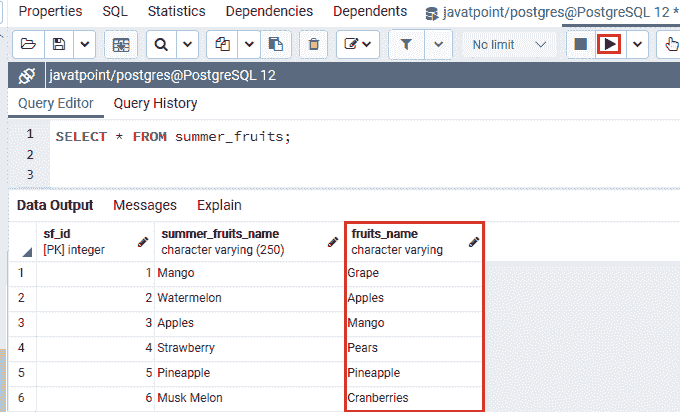 Properties SQL Statistics Dependencies Dependents javatpoint/postgres@PostgreSQL 12 *
No limit
javatpoint/postgres@PostgreSQL 12
Query Editor Query History
1 SELECT * FROM summer_fruits;
2
3
Data Output Messages Explain
sf_id summer_fruits_name fruits_name
[PK] integer character varying (250) character varying
1 1 Mango Grape
2 2 Watermelon Apples
3 3 Apples Mango
4 4 Strawberry Pears
5 5 Pineapple Pineapple
6 6 Musk Melon Cranberries